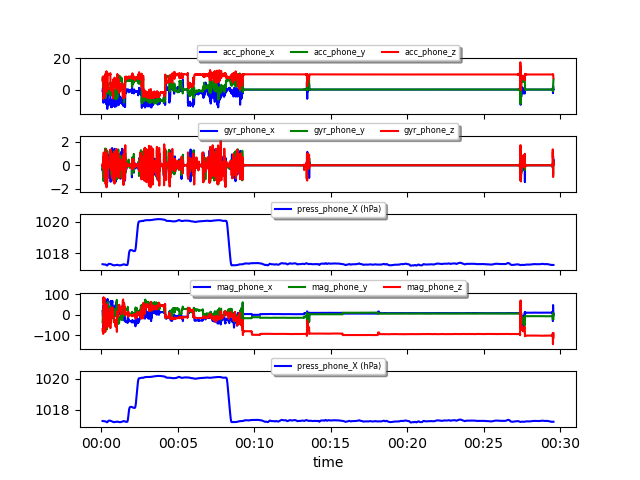 acc_phone_x acc_phone_y acc_phone_z
20
0
gyr_phone_x gyr_phone_y gyr_phone_z
2
0
−2
press_phone_X (hPa)
1020
1018
mag_phone_x mag_phone_y mag_phone_z
100
0
−100
press_phone_X (hPa)
1020
1018
00:00 00:05 00:10 00:15 00:20 00:25 00:30
time